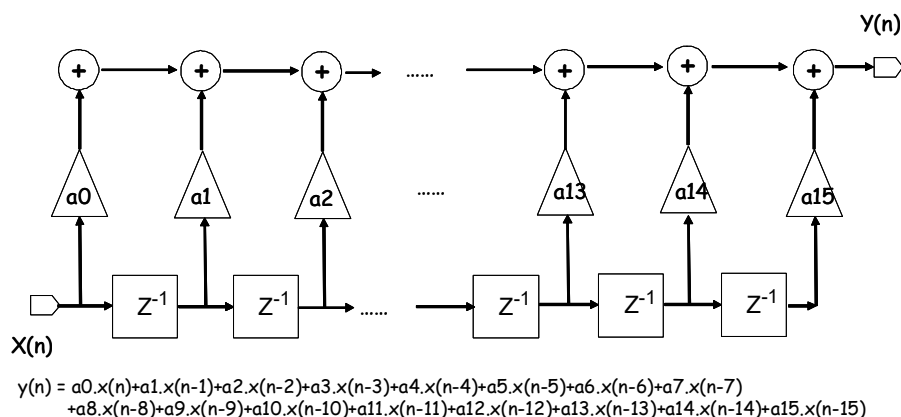 Y(n)
+ + + ...... + + +
a0 a1 a2 ...... a13 a14 a15
Z⁻¹ Z⁻¹ ...... Z⁻¹ Z⁻¹ Z⁻¹
X(n)
y(n) = a0.x(n)+a1.x(n-1)+a2.x(n-2)+a3.x(n-3)+a4.x(n-4)+a5.x(n-5)+a6.x(n-6)+a7.x(n-7)
+a8.x(n-8)+a9.x(n-9)+a10.x(n-10)+a11.x(n-11)+a12.x(n-12)+a13.x(n-13)+a14.x(n-14)+a15.x(n-15)